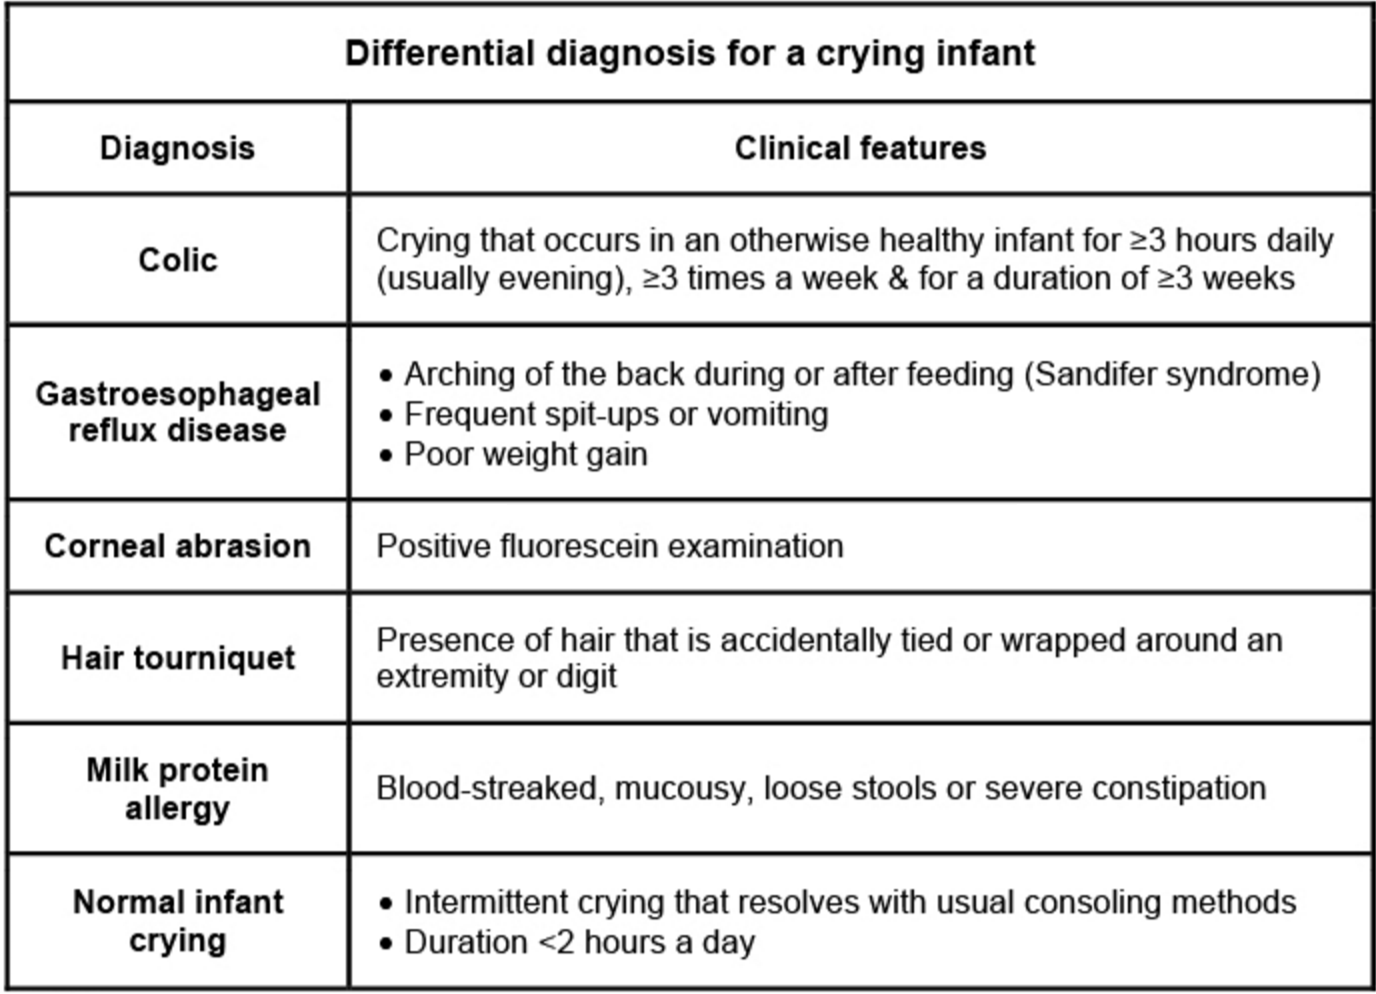 Differential diagnosis for a crying infant
Diagnosis
Clinical features
Colic
Crying that occurs in an otherwise healthy infant for ≥3 hours daily
(usually evening), ≥3 times a week & for a duration of ≥3 weeks
Gastroesophageal
reflux disease
• Arching of the back during or after feeding (Sandifer syndrome)
• Frequent spit-ups or vomiting
• Poor weight gain
Corneal abrasion
Positive fluorescein examination
Hair tourniquet
Presence of hair that is accidentally tied or wrapped around an
extremity or digit
Milk protein
allergy
Blood-streaked, mucousy, loose stools or severe constipation
Normal infant
crying
• Intermittent crying that resolves with usual consoling methods
• Duration <2 hours a day